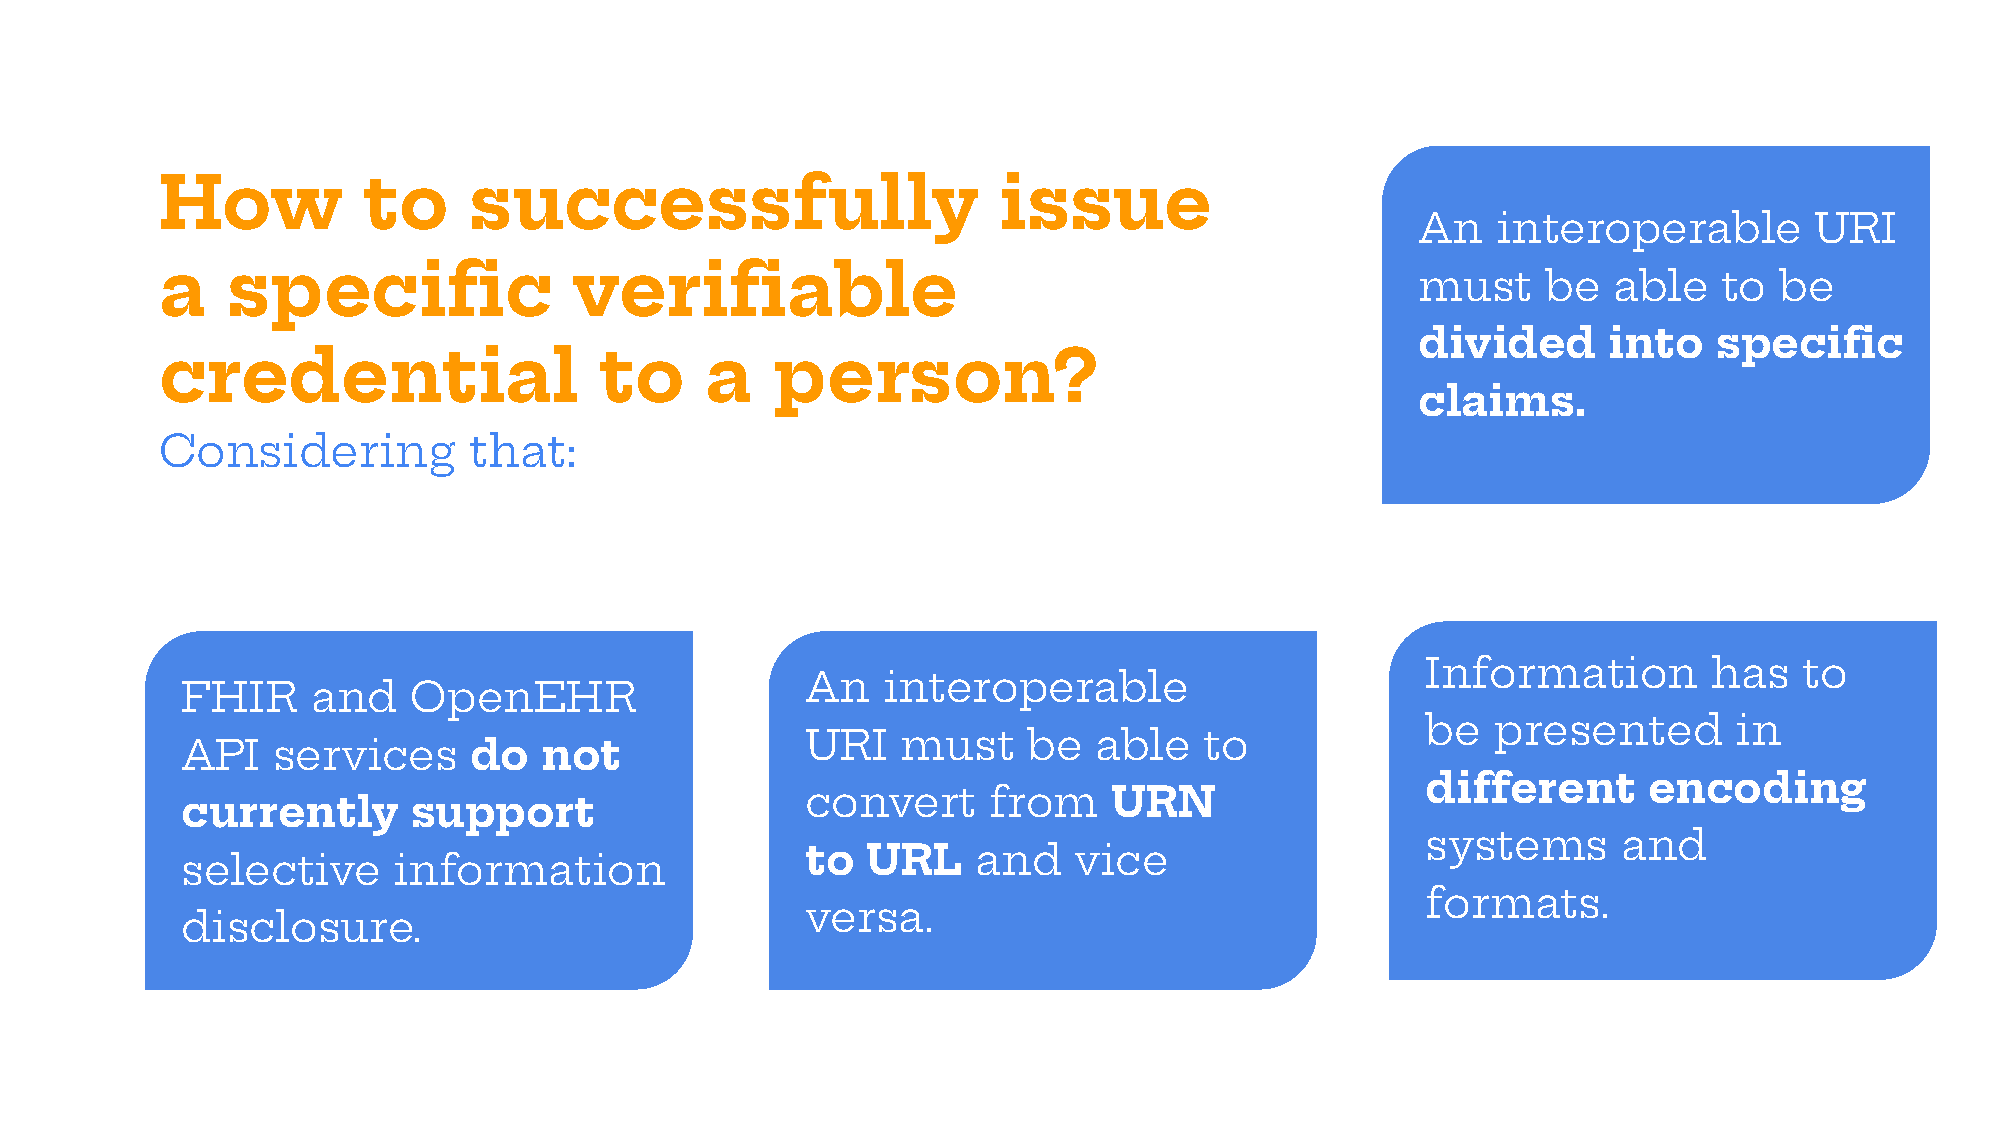 How to successfully issue
a specific verifiable
credential to a person?
Considering that:
An interoperable URI
must be able to be
divided into specific
claims.
FHIR and OpenEHR
API services do not
currently support
selective information
disclosure.
An interoperable
URI must be able to
convert from URN
to URL and vice
versa.
Information has to
be presented in
different encoding
systems and
formats.